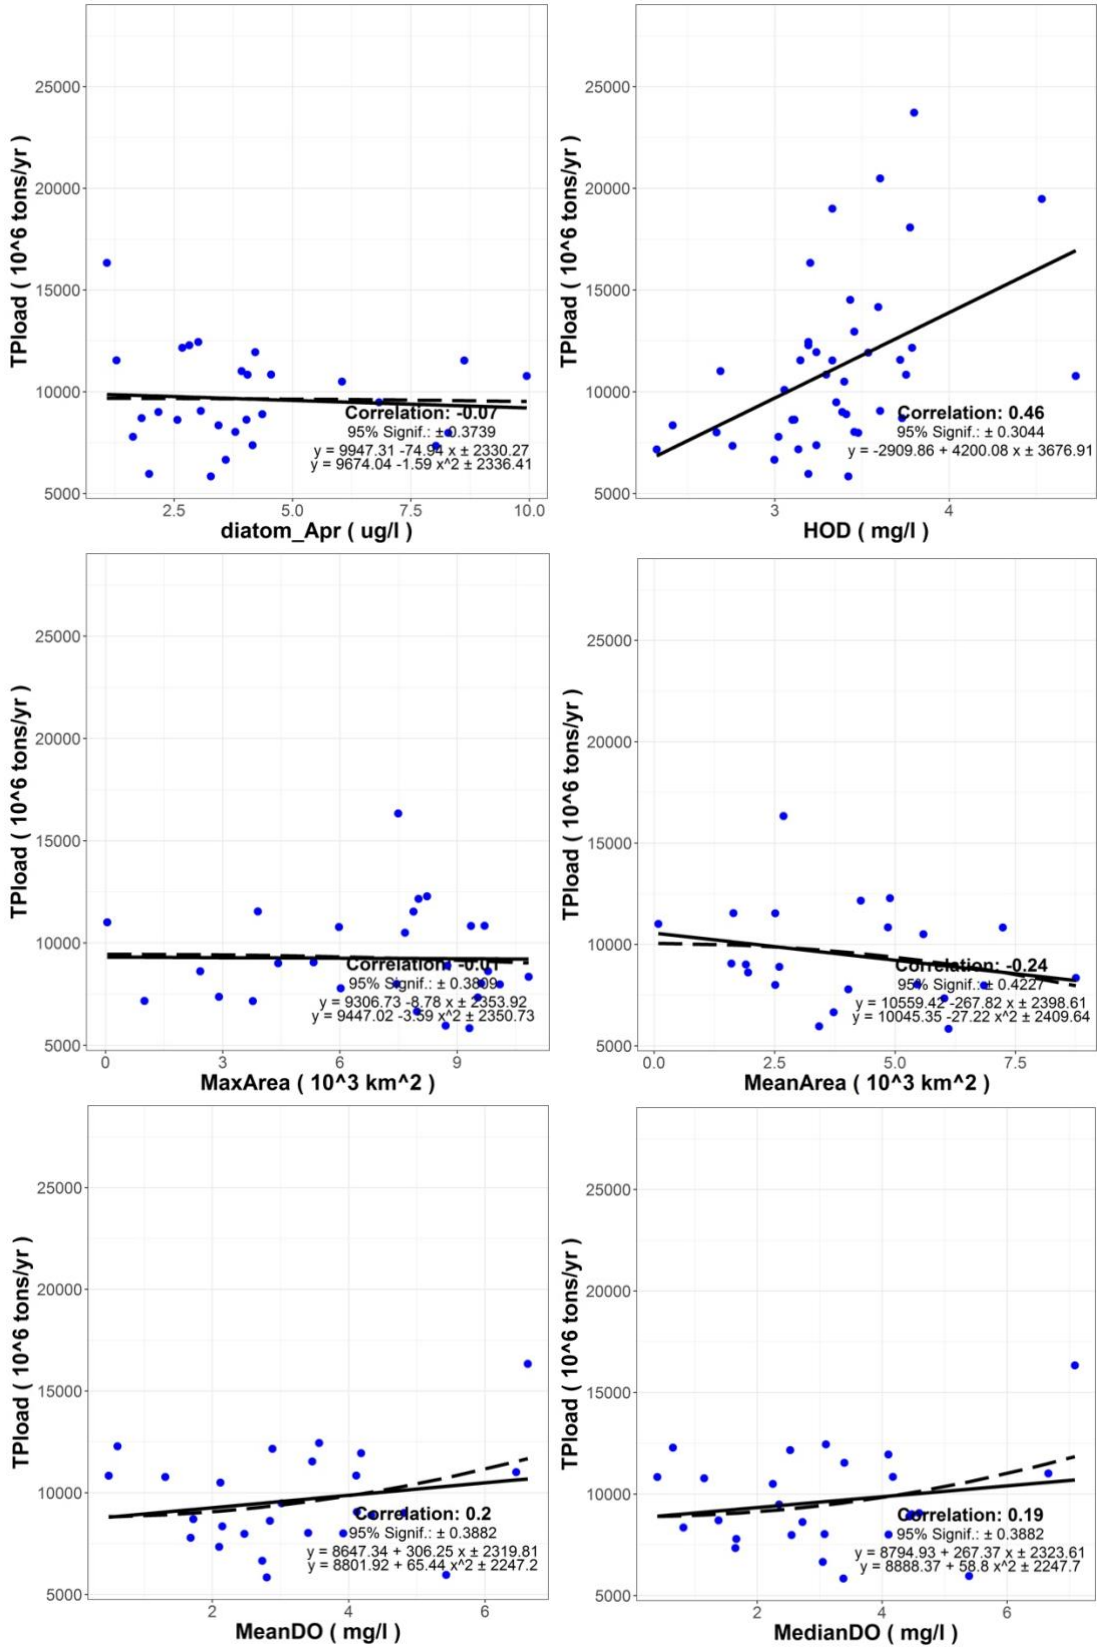 25000
20000
15000
10000
5000
TPload ( 10^6 tons/yr )
Correlation: -0.07
95% Signif.: ± 0.3739
y = 9947.31 -74.94 x ± 2330.27
y = 9674.04 -1.59 x^2 ± 2336.41
2.5 5.0 7.5 10.0
diatom_Apr ( ug/l )
25000
20000
15000
10000
5000
TPload ( 10^6 tons/yr )
Correlation: 0.46
95% Signif.: ± 0.3044
y = -2909.86 + 4200.08 x ± 3676.91
3 4
HOD ( mg/l )
25000
20000
15000
10000
5000
TPload ( 10^6 tons/yr )
Correlation: -0.01
95% Signif.: ± 0.3809
y = 9306.73 -8.78 x ± 2353.92
y = 9447.02 -3.59 x^2 ± 2350.73
0 3 6 9
MaxArea ( 10^3 km^2 )
25000
20000
15000
10000
5000
TPload ( 10^6 tons/yr )
Correlation: -0.24
95% Signif.: ± 0.4227
y = 10559.42 -267.82 x ± 2398.61
y = 10045.35 -27.22 x^2 ± 2409.64
0.0 2.5 5.0 7.5
MeanArea ( 10^3 km^2 )
25000
20000
15000
10000
5000
TPload ( 10^6 tons/yr )
Correlation: 0.2
95% Signif.: ± 0.3882
y = 8647.34 + 306.25 x ± 2319.81
y = 8801.92 + 65.44 x^2 ± 2247.2
2 4 6
MeanDO ( mg/l )
25000
20000
15000
10000
5000
TPload ( 10^6 tons/yr )
Correlation: 0.19
95% Signif.: ± 0.3882
y = 8794.93 + 267.37 x ± 2323.61
y = 8888.37 + 58.8 x^2 ± 2247.7
2 4 6
MedianDO ( mg/l )